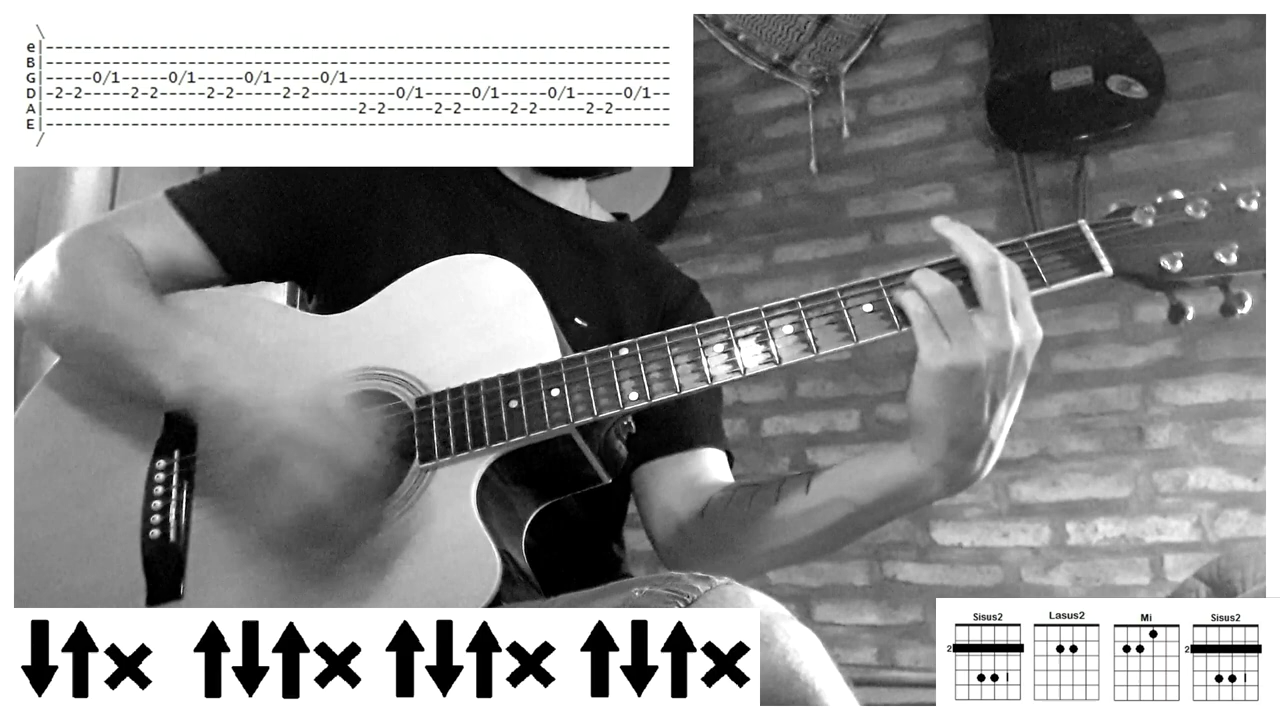 e|----------------------------------------------------------------------------------
B|----------------------------------------------------------------------------------
G|------0/1-------0/1-------0/1-------0/1-------------------------------------------
D|-2-2-------2-2-------2-2-------2-2------------0/1-------0/1-------0/1-------0/1---
A|-----------------------------------------2-2-------2-2-------2-2-------2-2--------
E|----------------------------------------------------------------------------------
Sisus2 Lasus2 Mi Sisus2
2 2